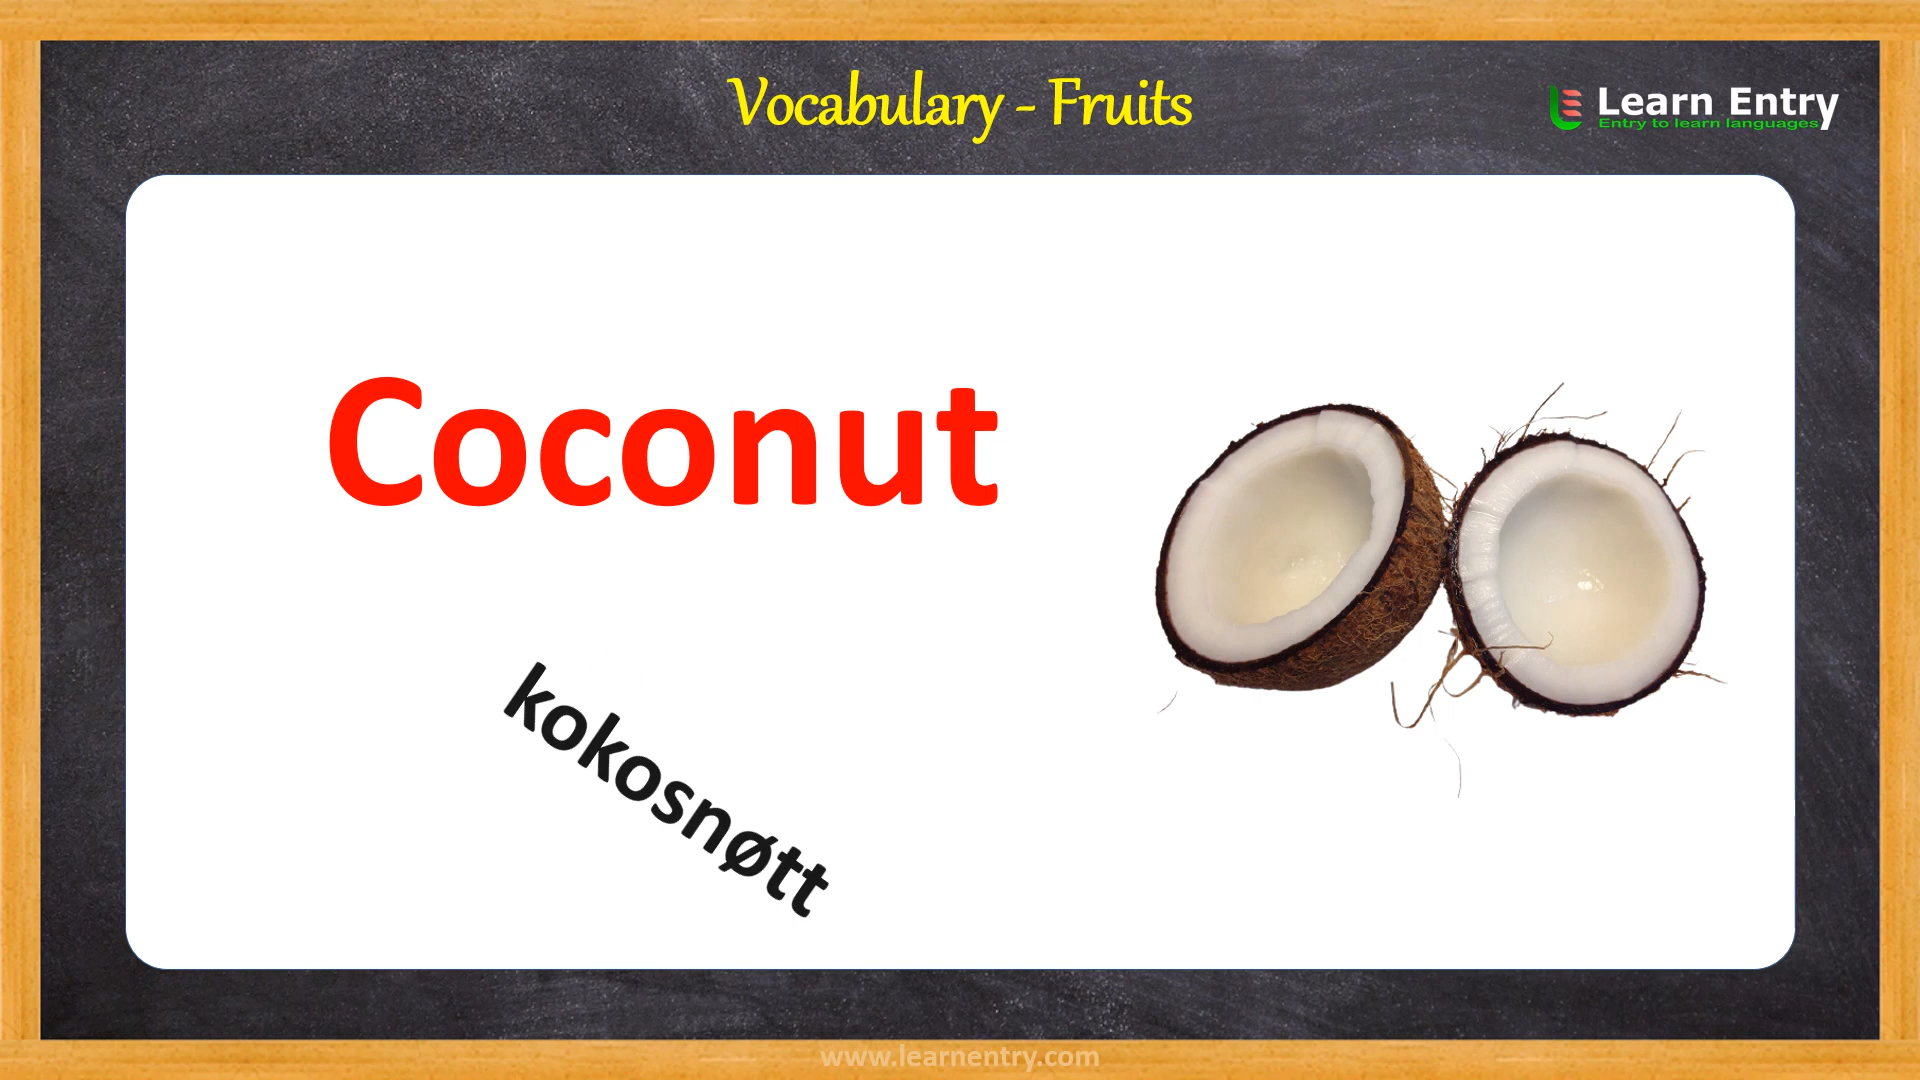 Vocabulary - Fruits
Learn Entry
Entry to learn languages
Coconut
kokosnøtt
www.learnentry.com